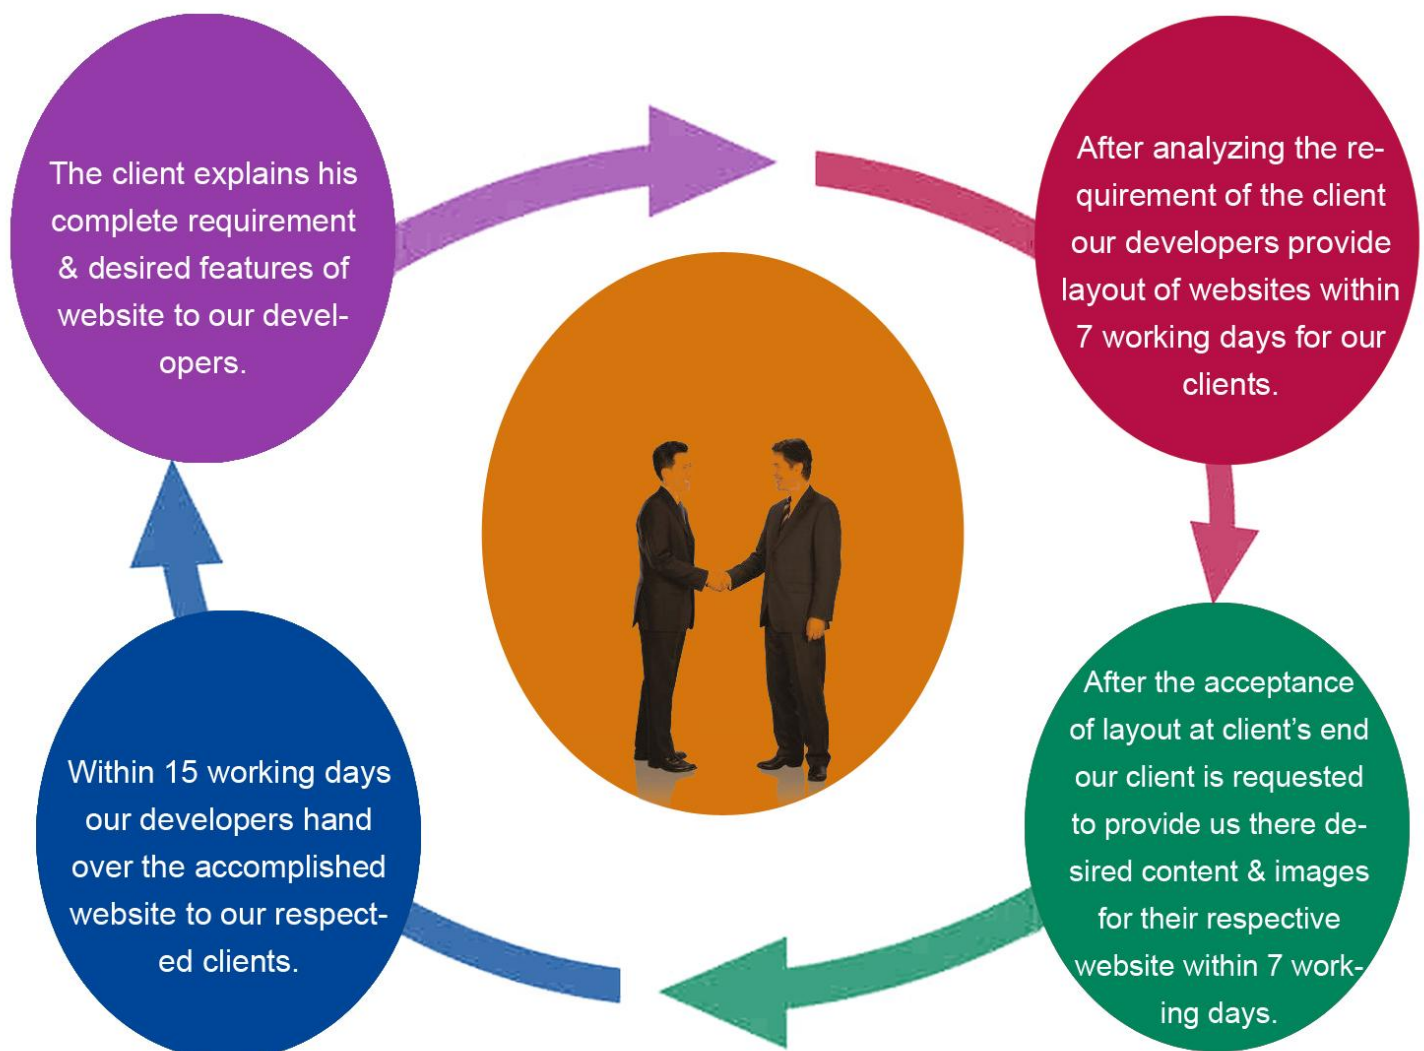 The client explains his
complete requirement
& desired features of
website to our devel-
opers.
After analyzing the re-
quirement of the client
our developers provide
layout of websites within
7 working days for our
clients.
After the acceptance
of layout at client’s end
our client is requested
to provide us there de-
sired content & images
for their respective
website within 7 work-
ing days.
Within 15 working days
our developers hand
over the accomplished
website to our respect-
ed clients.